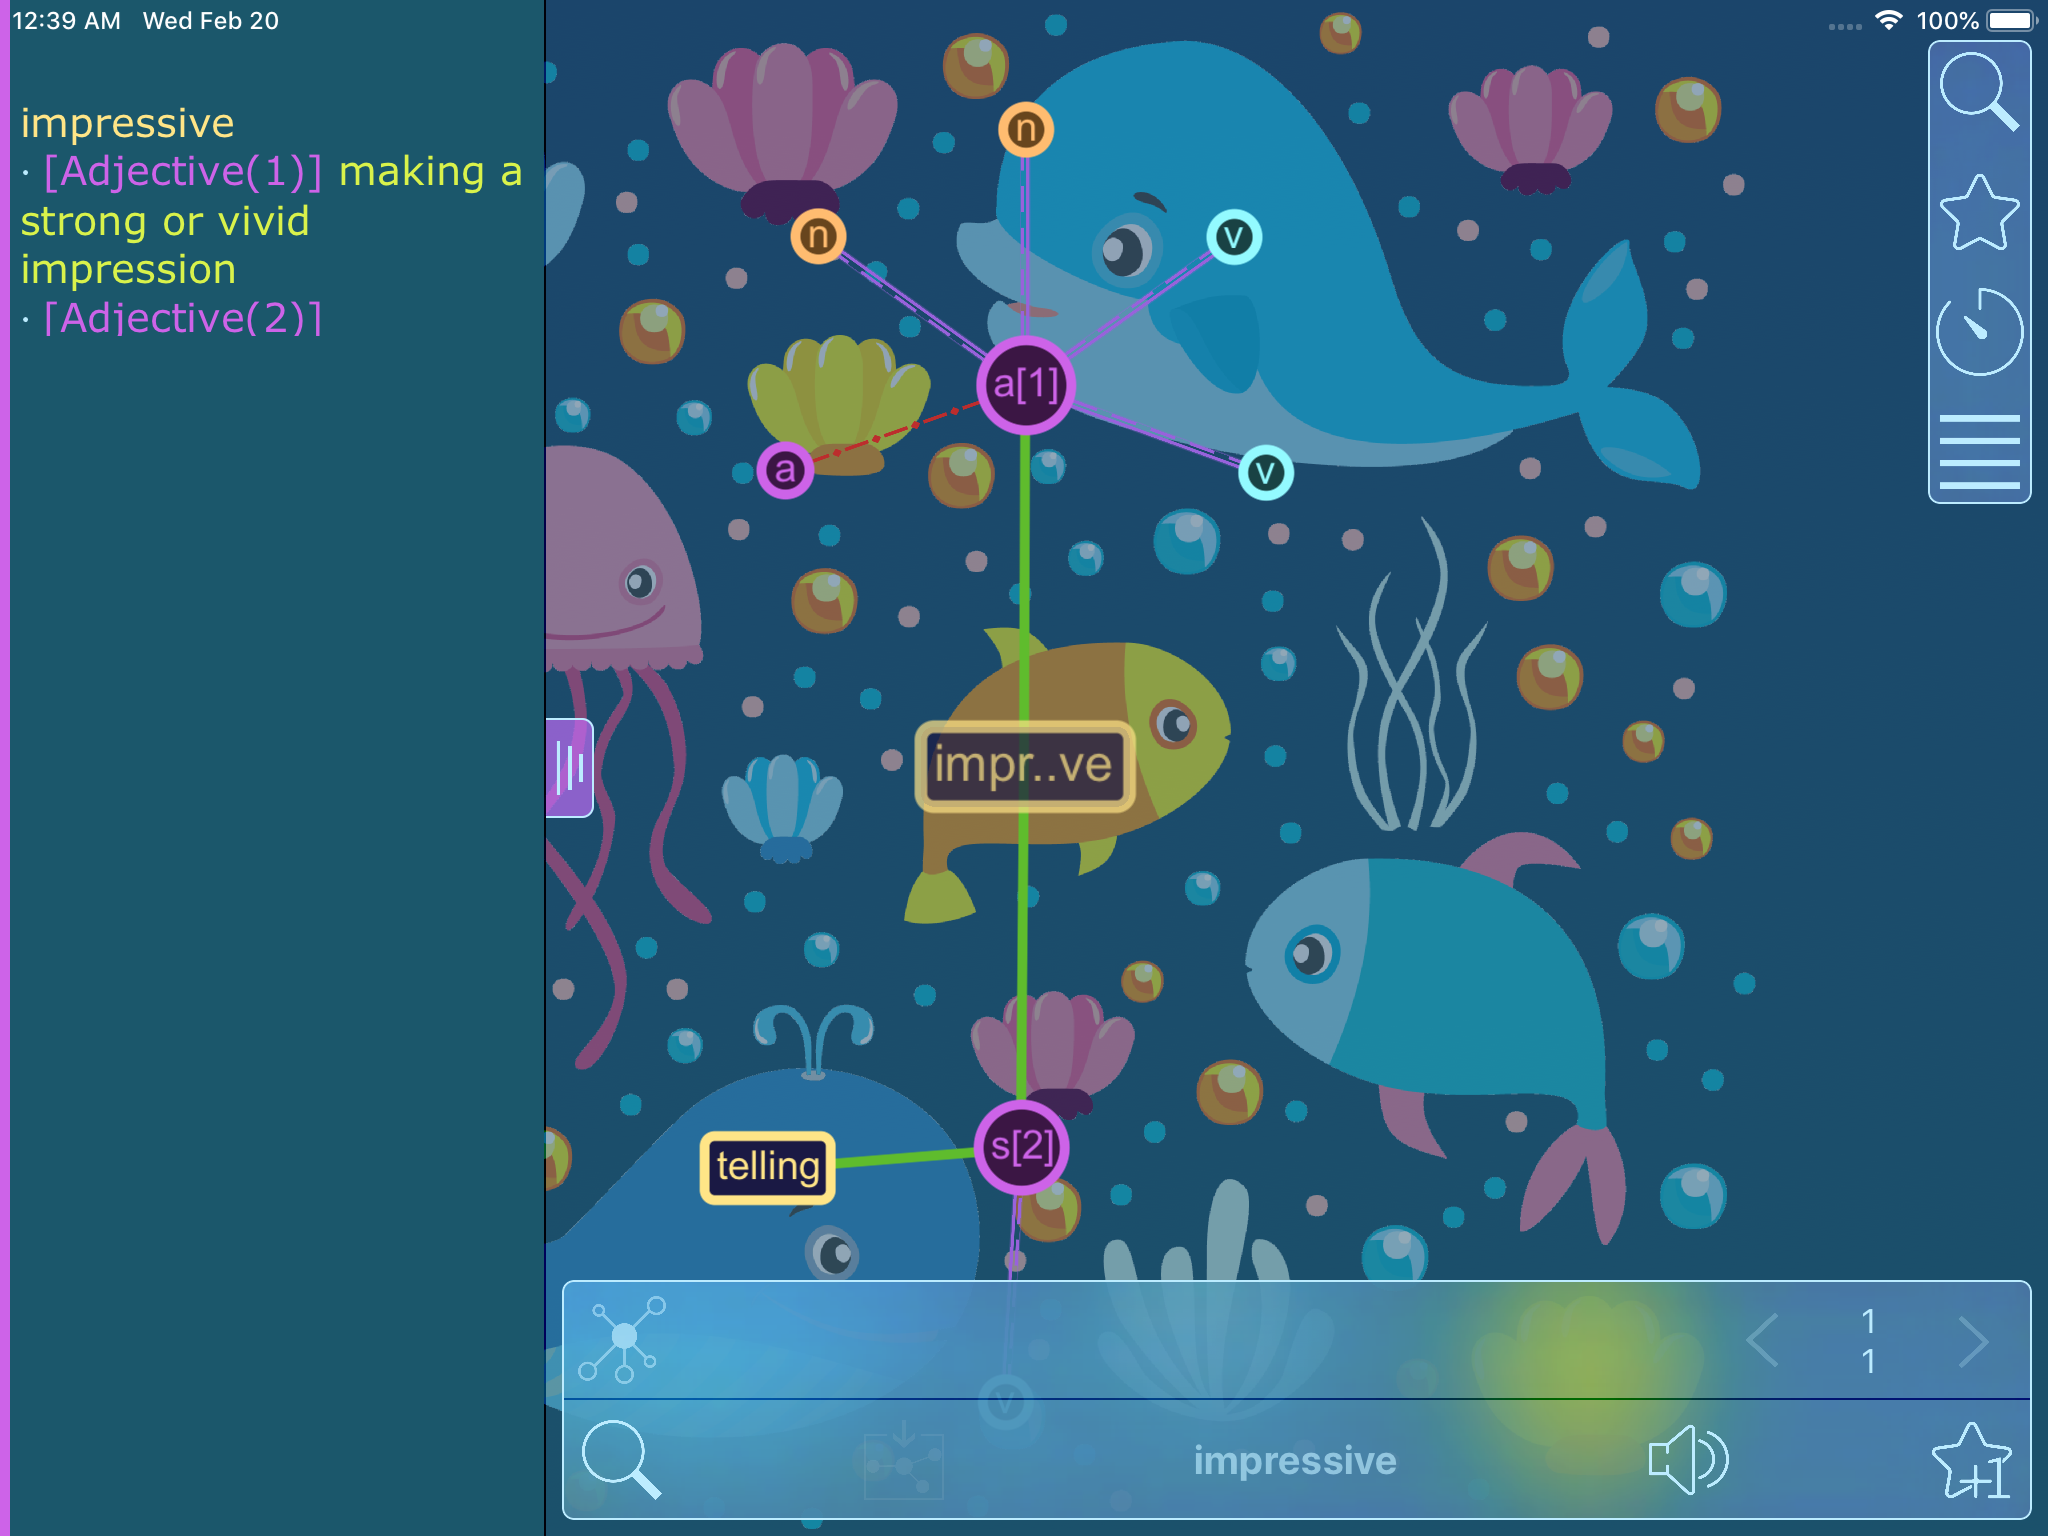 12:39 AM Wed Feb 20
100%
impressive
· [Adjective(1)] making a
strong or vivid
impression
· [Adjective(2)]
n
n
v
a[1]
a
v
impr..ve
s[2]
telling
v
1
1
impressive
+1